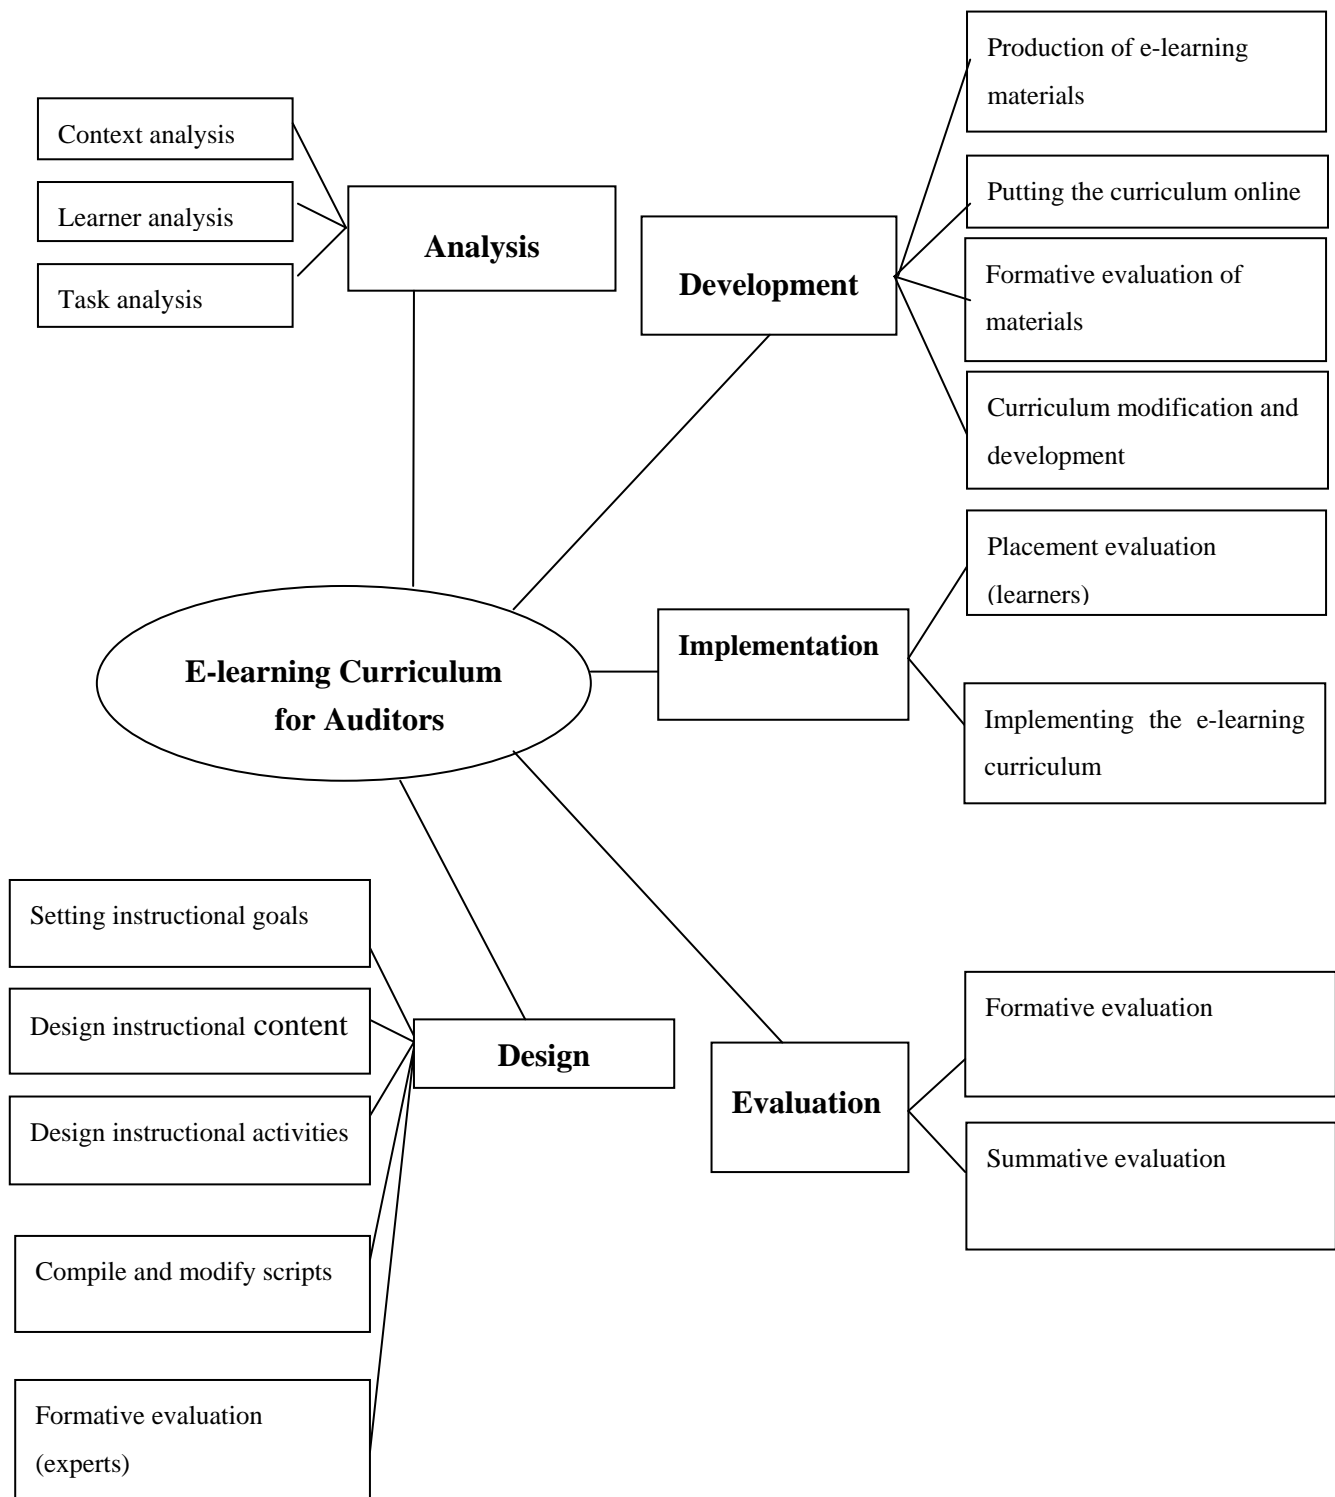 Context analysis
Learner analysis
Task analysis
Analysis
Development
Production of e-learning
materials
Putting the curriculum online
Formative evaluation of
materials
Curriculum modification and
development
E-learning Curriculum
for Auditors
Implementation
Placement evaluation
(learners)
Implementing the e-learning
curriculum
Setting instructional goals
Design instructional content
Design instructional activities
Compile and modify scripts
Formative evaluation
(experts)
Design
Evaluation
Formative evaluation
Summative evaluation